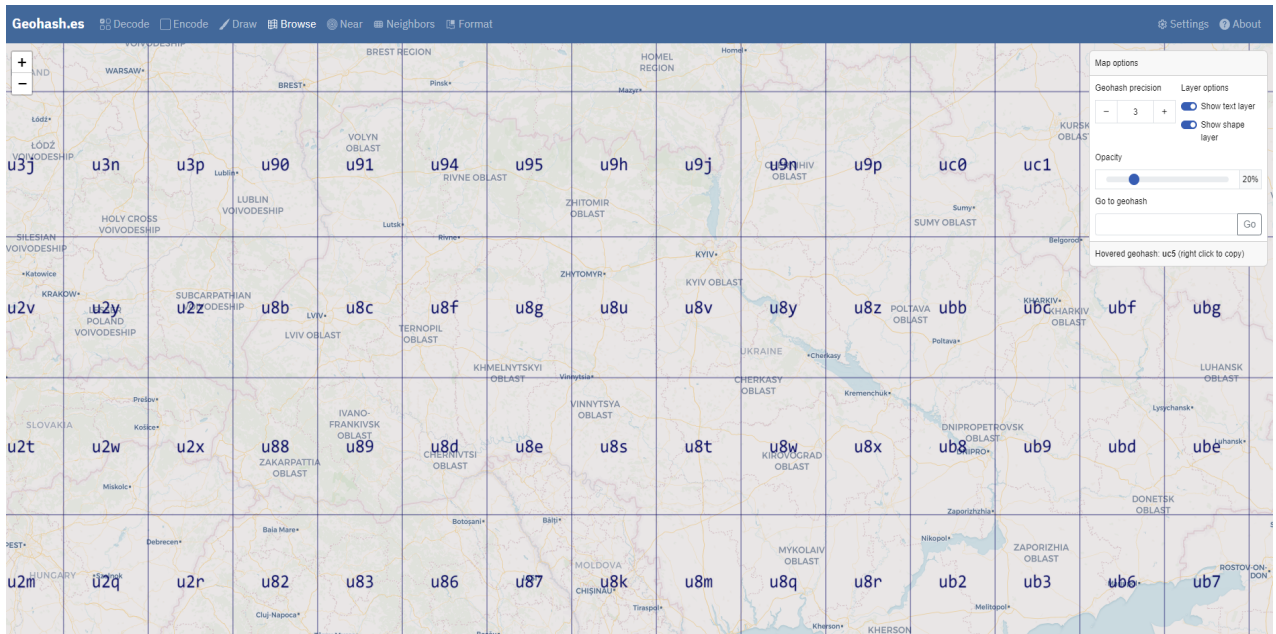 Geohash.es Decode Encode Draw Browse Near Neighbors Format Settings About
+
−
WARSAW
BREST REGION
HOMEL
REGION
Homel
BREST
Pinsk
Mazyr
Map options
Geohash precision Layer options
− 3 +
Show text layer
Show shape
layer
Opacity
20%
Go to geohash
Go
Hovered geohash: uc5 (right click to copy)
Łódź
ŁÓDŹ
VOIVODESHIP
VOLYN
OBLAST
KURSK
OBLAST
u3j u3n u3p u90 u91 u94 u95 u9h u9j u9n u9p uc0 uc1
Lublin
RIVNE OBLAST
OBLAST
LUBLIN
VOIVODESHIP
ZHITOMIR
OBLAST
HOLY CROSS
VOIVODESHIP
Lutsk
Sumy
SUMY OBLAST
SILESIAN
VOIVODESHIP
Rivne
Belgorod
KYIV
Katowice
ZHYTOMYR
KYIV OBLAST
KRAKOW
SUBCARPATHIAN
VOIVODESHIP
KHARKIV
KHARKIV
OBLAST
u2v u2y u2z u8b u8c u8f u8g u8u u8v u8y u8z ubb ubc ubf ubg
POLAND
VOIVODESHIP
LVIV
LVIV OBLAST
TERNOPIL
OBLAST
POLTAVA
OBLAST
Poltava
UKRAINE
Cherkasy
KHMELNYTSKYI
OBLAST
Vinnytsia
CHERKASY
OBLAST
LUHANSK
OBLAST
Prešov
Kremenchuk
VINNYTSYA
OBLAST
Lysychansk
SLOVAKIA
Košice
IVANO-
FRANKIVSK
OBLAST
DNIPROPETROVSK
OBLAST
u2t u2w u2x u88 u89 u8d u8e u8s u8t u8w u8x ub8 ub9 ubd ube
Luhansk
CHERNIVTSI
OBLAST
KIROVOGRAD
OBLAST
DNIPRO
ZAKARPATTIA
OBLAST
Miskolc
DONETSK
OBLAST
Zaporizhzhia
Botoșani
Bălți
Baia Mare
Debrecen
Nikopol
MYKOLAIV
OBLAST
ZAPORIZHIA
OBLAST
MOLDOVA
HUNGARY
ROSTOV-ON-
DON
u2m u2q u2r u82 u83 u86 u87 u8k u8m u8q u8r ub2 ub3 ub6 ub7
CHIȘINĂU
Cluj-Napoca
Tiraspol
Melitopol
Kherson
KHERSON